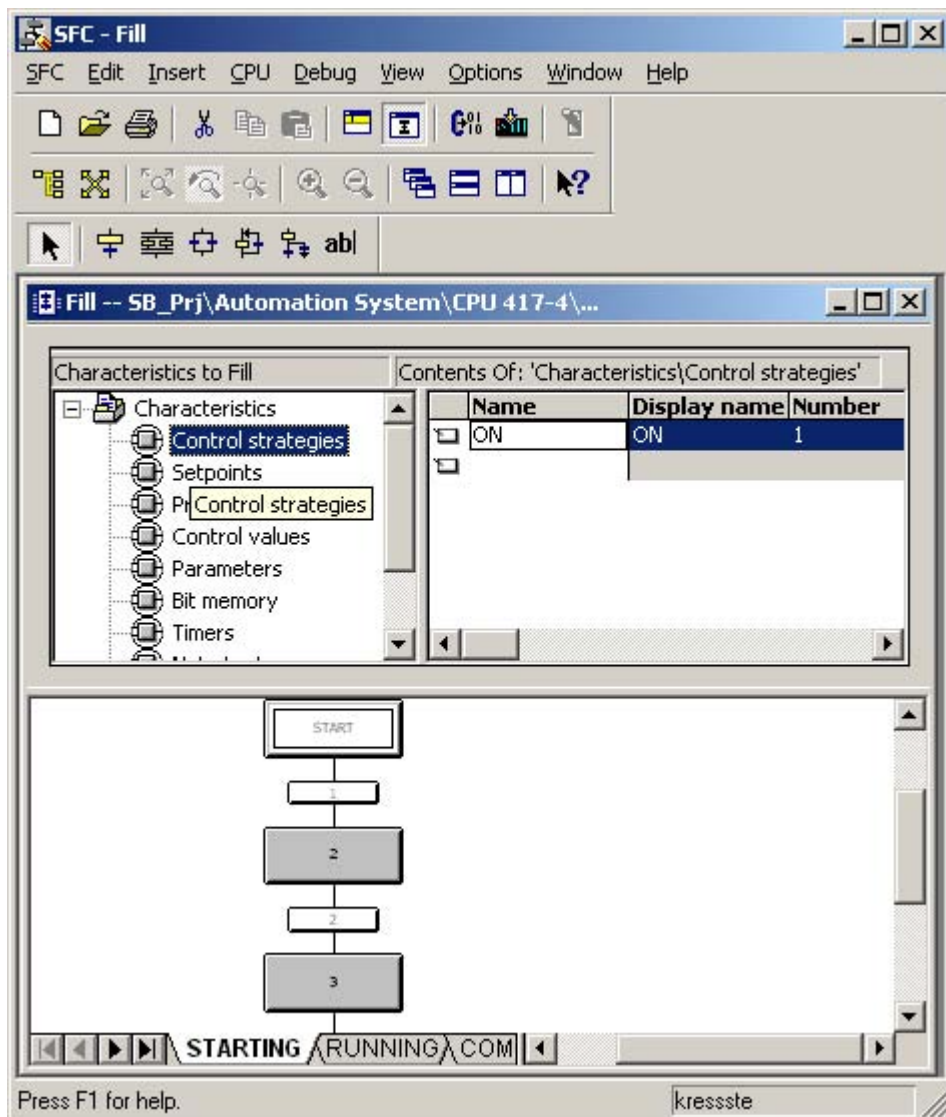 SFC - Fill
SFC Edit Insert CPU Debug View Options Window Help
ab|
Fill -- SB_Prj\Automation System\CPU 417-4\...
Characteristics to Fill
Contents Of: 'Characteristics\Control strategies'
Characteristics
Control strategies
Setpoints
Control strategies
Control values
Parameters
Bit memory
Timers
Name Display name Number
ON ON 1
START
1
2
2
3
STARTING RUNNING COM
Press F1 for help. kressste